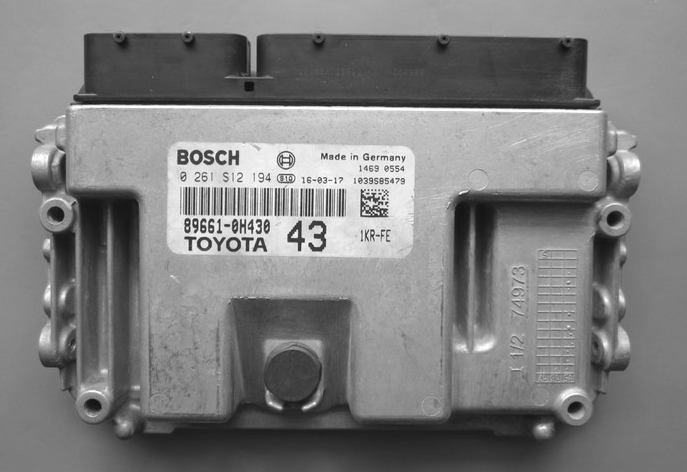 BOSCH
Made in Germany
1469 0554
0 261 S12 194 S10 16-03-17 1039S85479
89661-0H430
TOYOTA 43 1KR-FE
I 1/2 74973